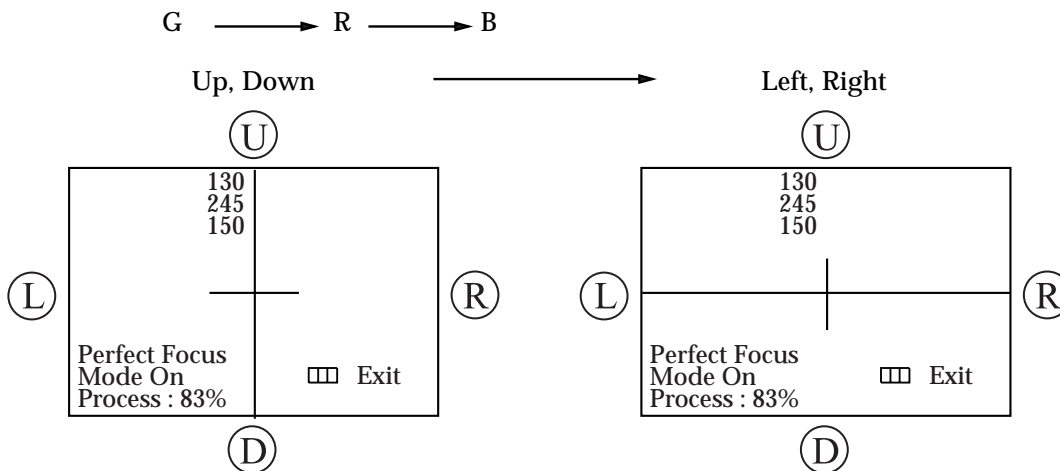 G R B
Up, Down Left, Right
U
130
245
150
L R
Perfect Focus
Mode On
Process : 83%
Exit
D
U
130
245
150
L R
Perfect Focus
Mode On
Process : 83%
Exit
D